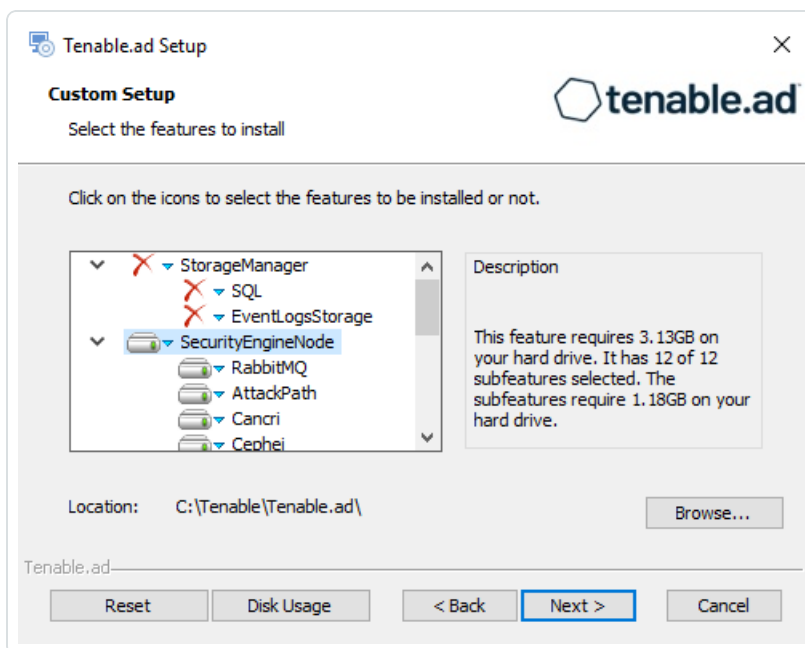 Tenable.ad Setup
Custom Setup
tenable.ad
Select the features to install
Click on the icons to select the features to be installed or not.
StorageManager
SQL
EventLogsStorage
SecurityEngineNode
RabbitMQ
AttackPath
Cancri
Cephei
Description
This feature requires 3.13GB on
your hard drive. It has 12 of 12
subfeatures selected. The
subfeatures require 1.18GB on your
hard drive.
Location: C:\Tenable\Tenable.ad\
Browse...
Tenable.ad
Reset Disk Usage < Back Next > Cancel